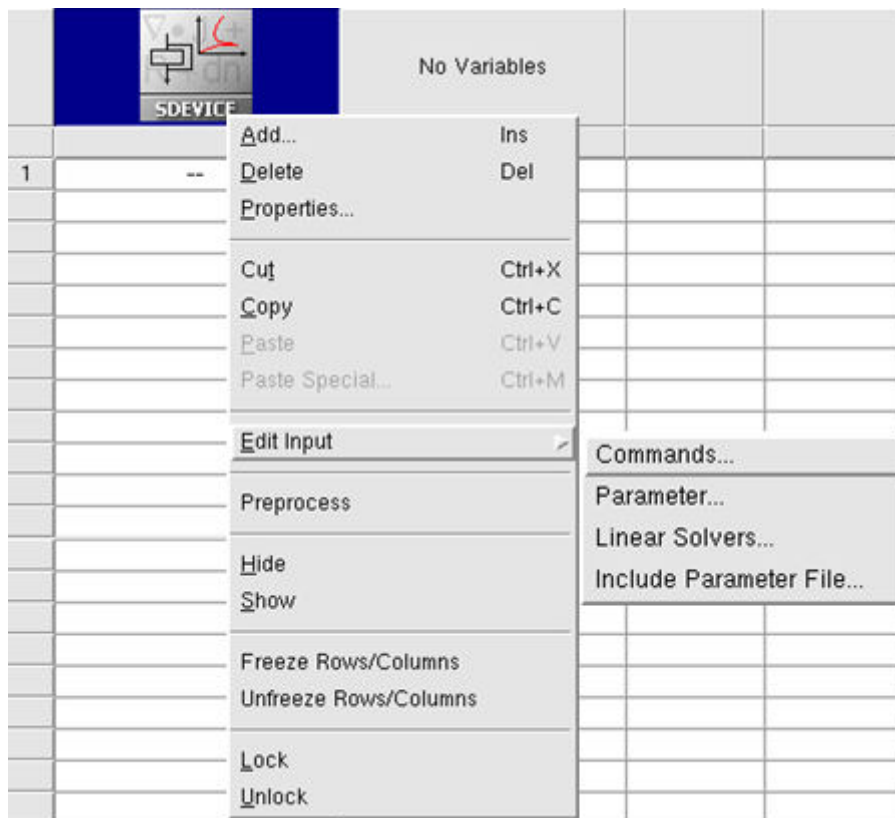 SDEVICE
No Variables
1
--
Add... Ins
Delete Del
Properties...
Cut Ctrl+X
Copy Ctrl+C
Paste Ctrl+V
Paste Special... Ctrl+M
Edit Input
Preprocess
Hide
Show
Freeze Rows/Columns
Unfreeze Rows/Columns
Lock
Unlock
Commands...
Parameter...
Linear Solvers...
Include Parameter File...